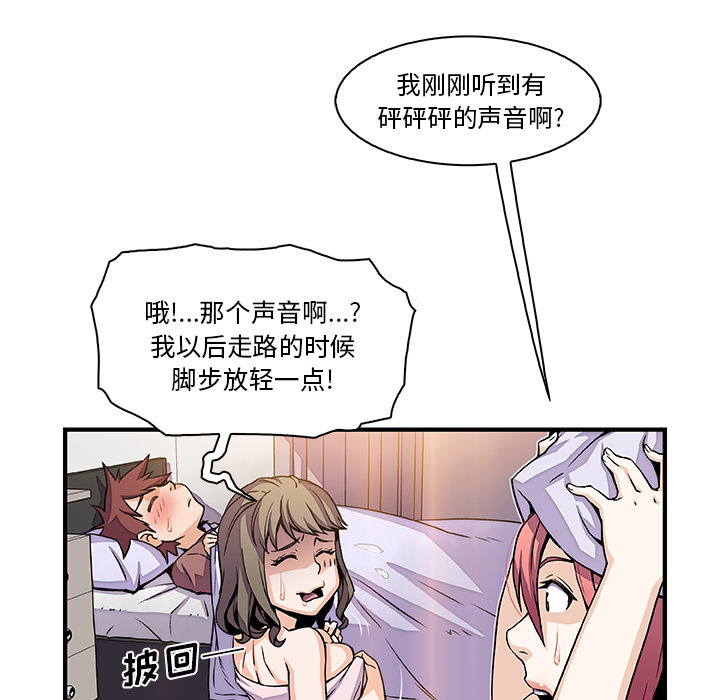 我刚刚听到有
砰砰砰的声音啊?
哦!...那个声音啊...?
我以后走路的时候
脚步放轻一点!
披回一